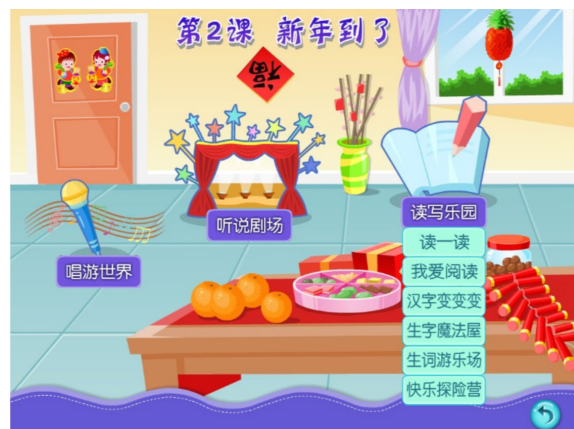 第2课 新年到了
福
听说剧场
读写乐园
唱游世界
读一读
我爱阅读
汉字变变变
生字魔法屋
生词游乐场
快乐探险营